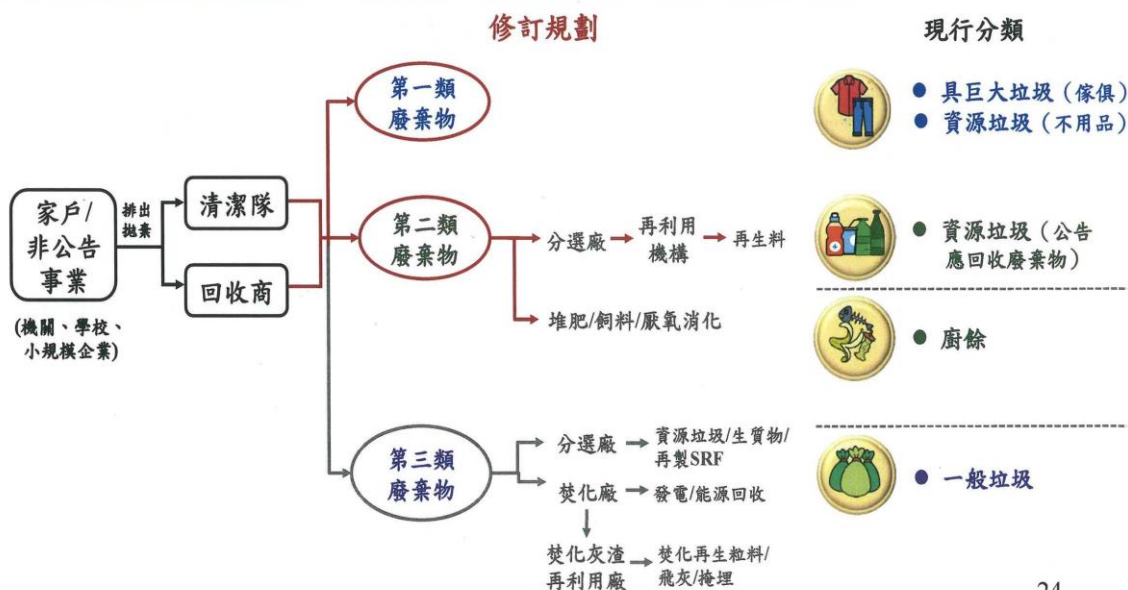 修訂規劃
現行分類
第一類
廢棄物
● 具巨大垃圾（傢俱）
● 資源垃圾（不用品）
家戶/
非公告
事業
(機關、學校、
小規模企業)
排出
拋棄
清潔隊
回收商
第二類
廢棄物
分選廠
再利用
機構
再生料
堆肥/飼料/厭氧消化
● 資源垃圾（公告
應回收廢棄物）
● 廚餘
第三類
廢棄物
分選廠
資源垃圾/生質物/
再製SRF
焚化廠
發電/能源回收
焚化灰渣
再利用廠
焚化再生粒料/
飛灰/掩埋
● 一般垃圾